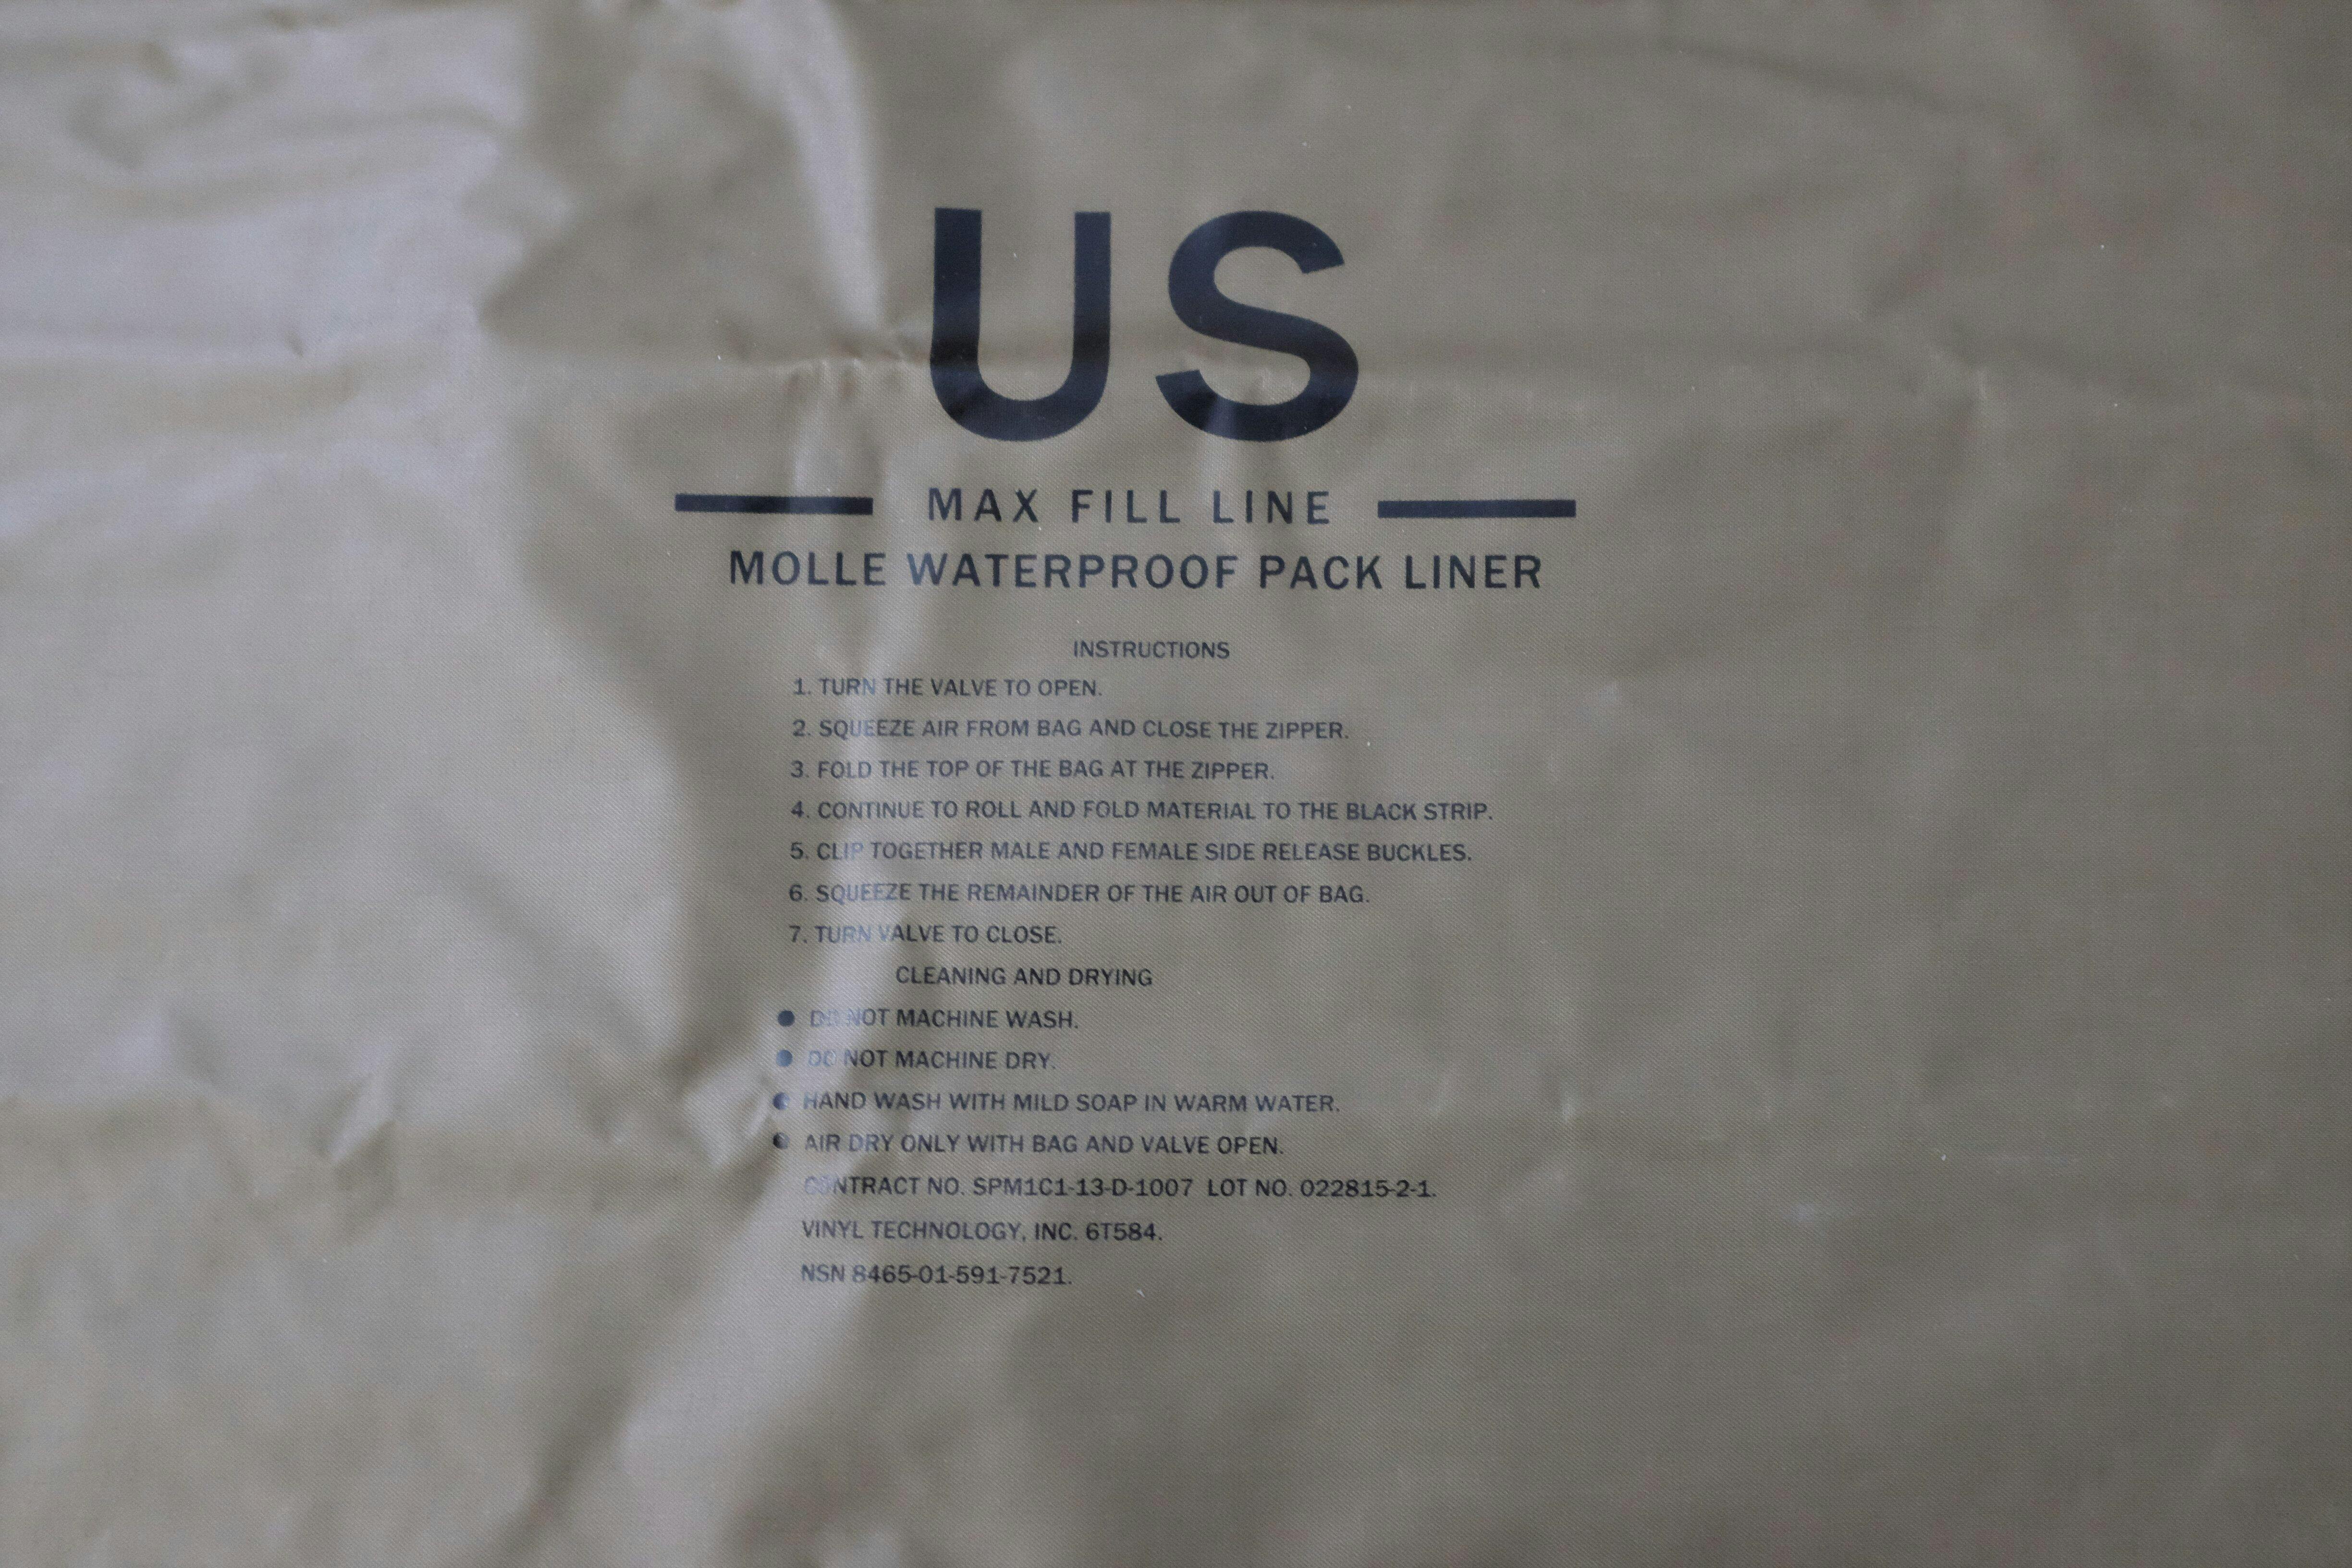 US
MAX FILL LINE
MOLLE WATERPROOF PACK LINER
INSTRUCTIONS
1. TURN THE VALVE TO OPEN.
2. SQUEEZE AIR FROM BAG AND CLOSE THE ZIPPER.
3. FOLD THE TOP OF THE BAG AT THE ZIPPER.
4. CONTINUE TO ROLL AND FOLD MATERIAL TO THE BLACK STRIP.
5. CLIP TOGETHER MALE AND FEMALE SIDE RELEASE BUCKLES.
6. SQUEEZE THE REMAINDER OF THE AIR OUT OF BAG.
7. TURN VALVE TO CLOSE.
CLEANING AND DRYING
● DO NOT MACHINE WASH.
● DO NOT MACHINE DRY.
● HAND WASH WITH MILD SOAP IN WARM WATER.
● AIR DRY ONLY WITH BAG AND VALVE OPEN.
CONTRACT NO. SPM1C1-13-D-1007 LOT NO. 022815-2-1.
VINYL TECHNOLOGY, INC. 6T584.
NSN 8465-01-591-7521.